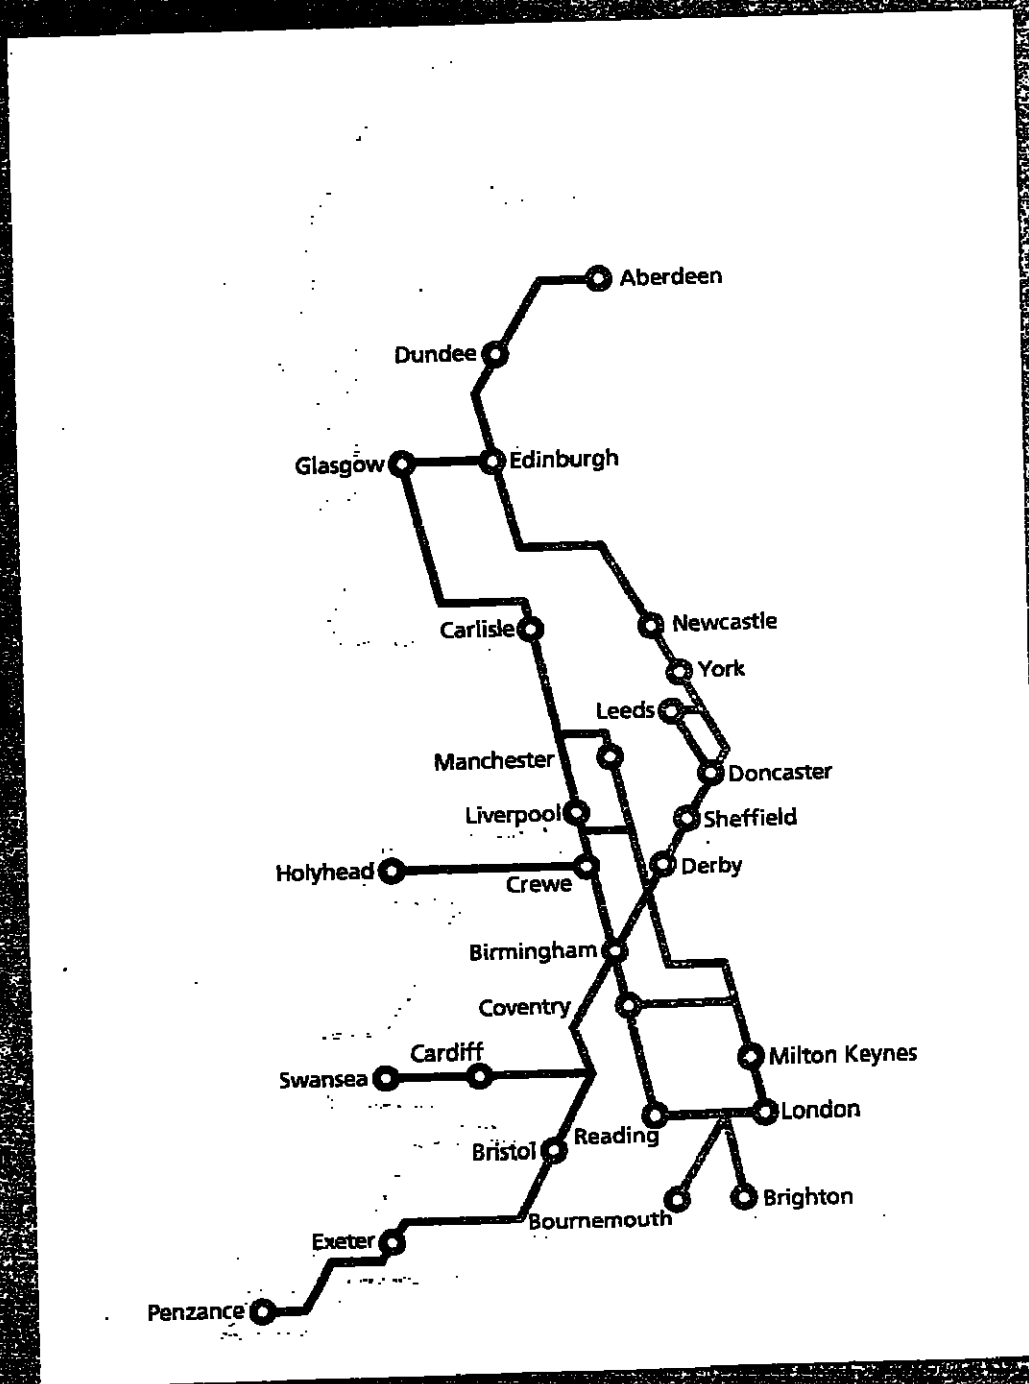 Aberdeen
Dundee
Glasgow
Edinburgh
Carlisle
Newcastle
York
Leeds
Manchester
Doncaster
Liverpool
Sheffield
Holyhead
Crewe
Derby
Birmingham
Coventry
Cardiff
Swansea
Milton Keynes
London
Reading
Bristol
Bournemouth
Brighton
Exeter
Penzance